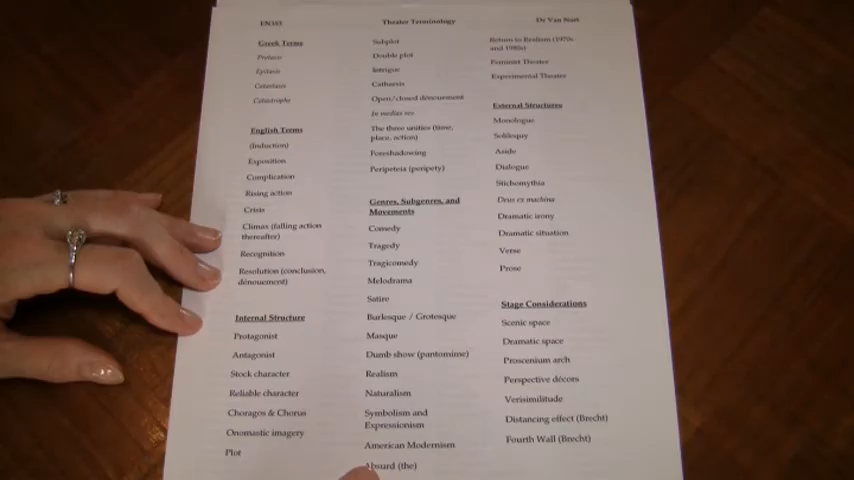 EN103
Theater Terminology
Dr Van Noet
Greek Terms
Protasis
Epitasis
Catastasis
Catastrophe
English Terms
(Induction)
Exposition
Complication
Rising action
Crisis
Climax (falling action
thereafter)
Recognition
Resolution (conclusion,
dénouement)
Internal Structure
Protagonist
Antagonist
Stock character
Reliable character
Choragos & Chorus
Onomastic imagery
Plot
Subplot
Double plot
Intrigue
Catharsis
Open/closed dénouement
In medias res
The three unities (time,
place, action)
Foreshadowing
Peripeteia (peripety)
Genres, Subgenres, and
Movements
Comedy
Tragedy
Tragicomedy
Melodrama
Satire
Burlesque / Grotesque
Masque
Dumb show (pantomime)
Realism
Naturalism
Symbolism and
Expressionism
American Modernism
Absurd (the)
Return to Realism (1970s
and 1980s)
Feminist Theater
Experimental Theater
External Structures
Monologue
Soliloquy
Aside
Dialogue
Stichomythia
Deus ex machina
Dramatic irony
Dramatic situation
Verse
Prose
Stage Considerations
Scenic space
Dramatic space
Proscenium arch
Perspective décors
Verisimilitude
Distancing effect (Brecht)
Fourth Wall (Brecht)